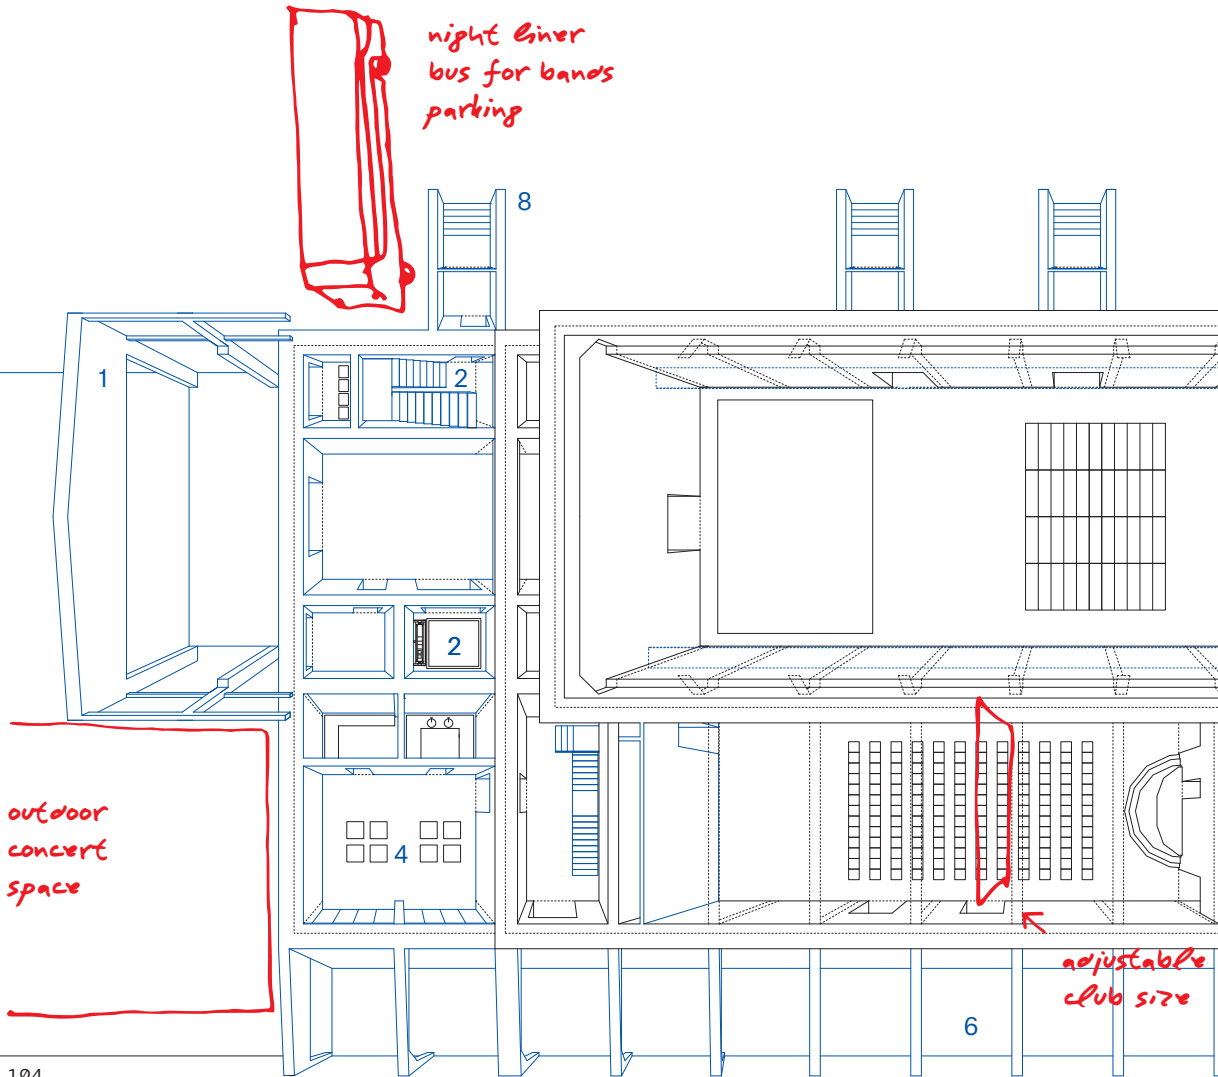 night liner
bus for bands
parking
8
1
2
2
outdoor
concert
space
4
adjustable
club size
6
104